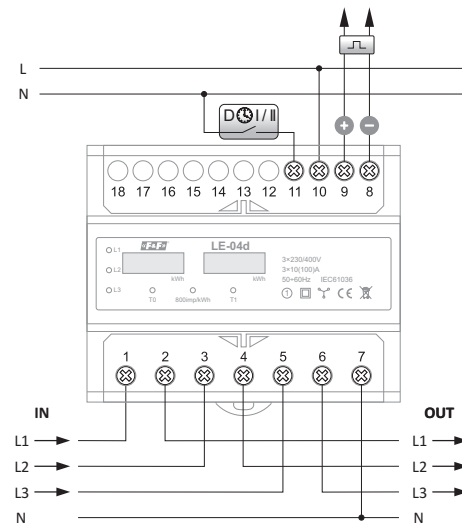 L
N
D I/II
+ −
18 17 16 15 14 13 12 11 10 9 8
L1
L2
L3
F&F
LE-04d
kWh
kWh
T0
800imp/kWh
T1
3×230/400V
3×10(100)A
50÷60Hz IEC61036
1
CE
1 2 3 4 5 6 7
IN
OUT
L1
L1
L2
L2
L3
L3
N
N